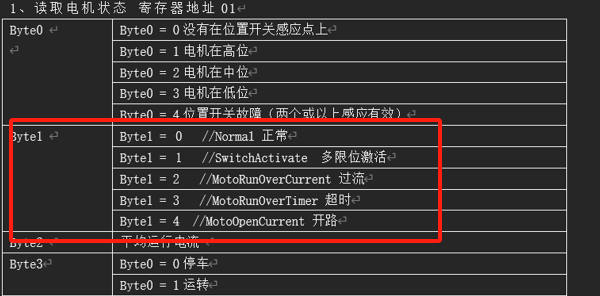 1、读取电机状态 寄存器地址 01
Byte0
Byte0 = 0 没有在位置开关感应点上
Byte0 = 1 电机在高位
Byte0 = 2 电机在中位
Byte0 = 3 电机在低位
Byte0 = 4 位置开关故障（两个或以上感应有效）
Byte1
Byte1 = 0 //Normal 正常
Byte1 = 1 //SwitchActivate 多限位激活
Byte1 = 2 //MotoRunOverCurrent 过流
Byte1 = 3 //MotoRunOverTimer 超时
Byte1 = 4 //MotoOpenCurrent 开路
Byte2
平均运行电流
Byte3
Byte0 = 0 停车
Byte0 = 1 运转